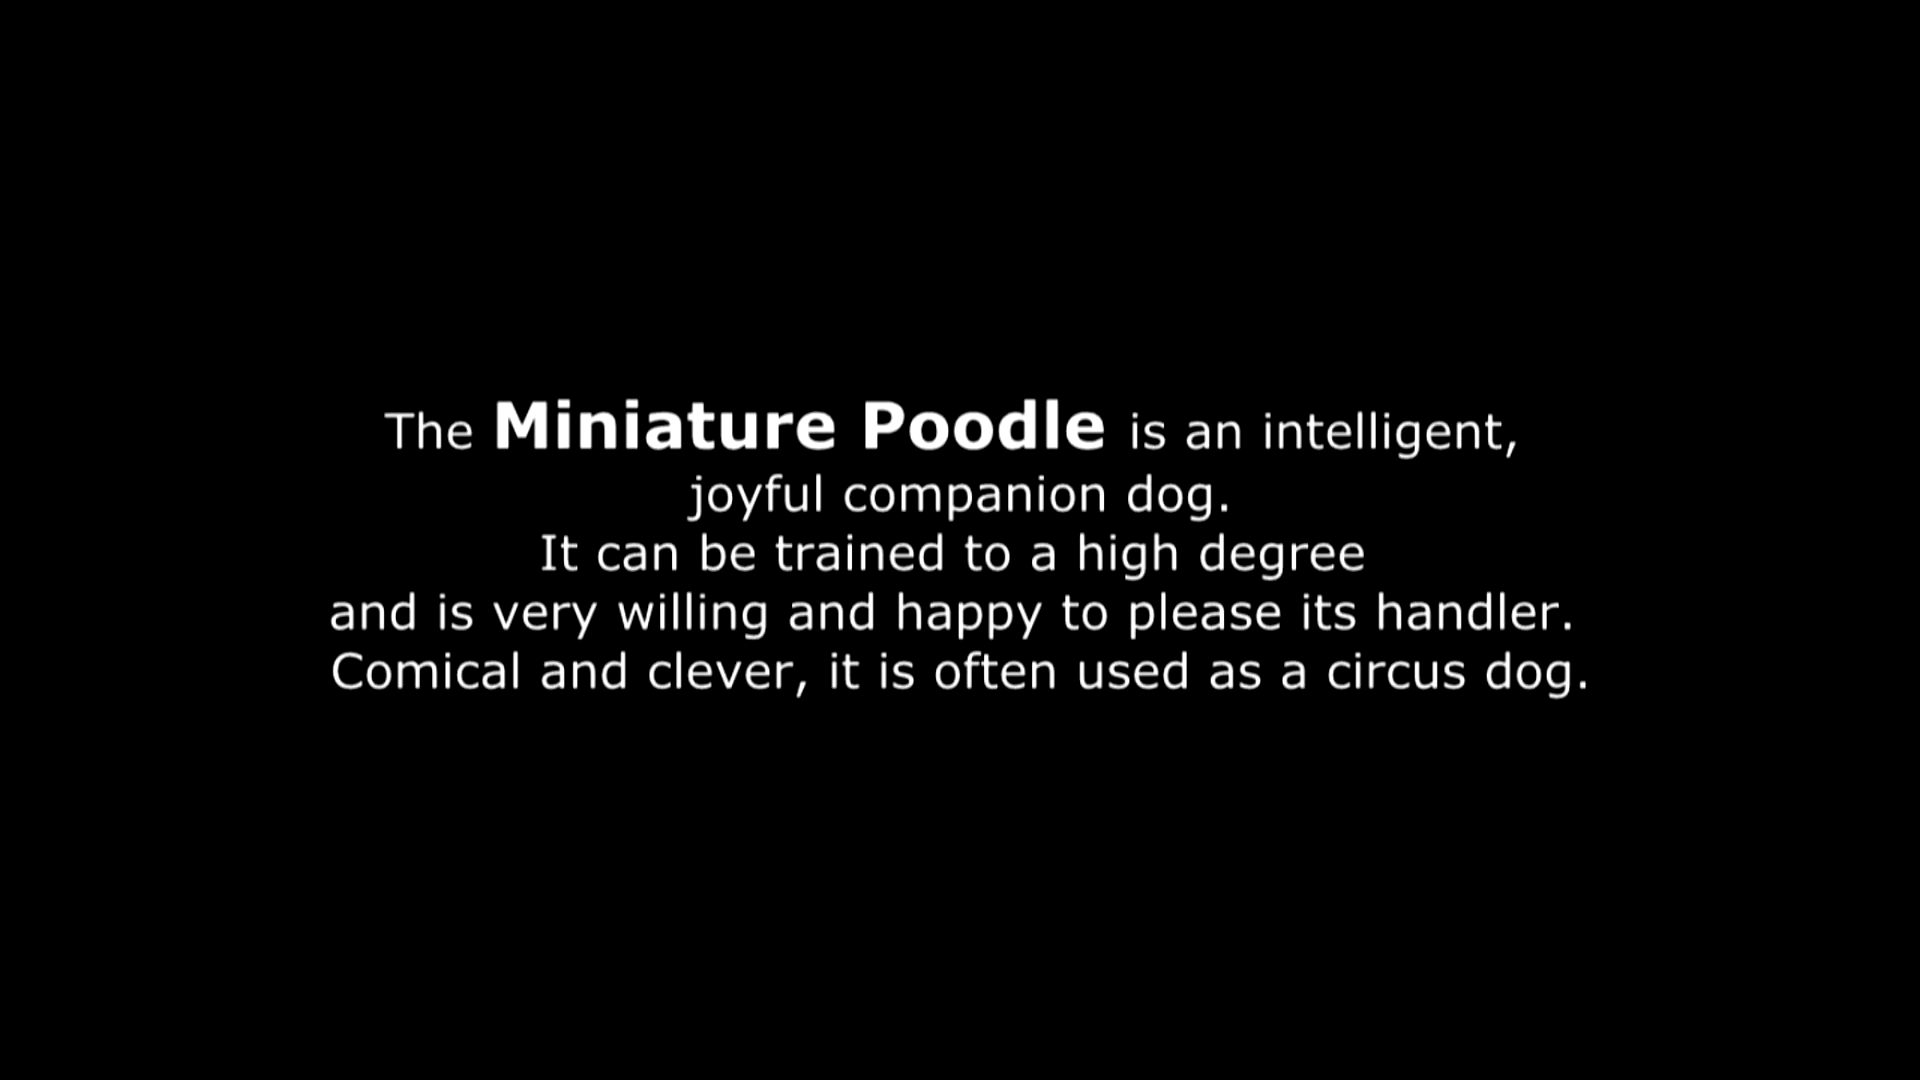 The Miniature Poodle is an intelligent,
joyful companion dog.
It can be trained to a high degree
and is very willing and happy to please its handler.
Comical and clever, it is often used as a circus dog.